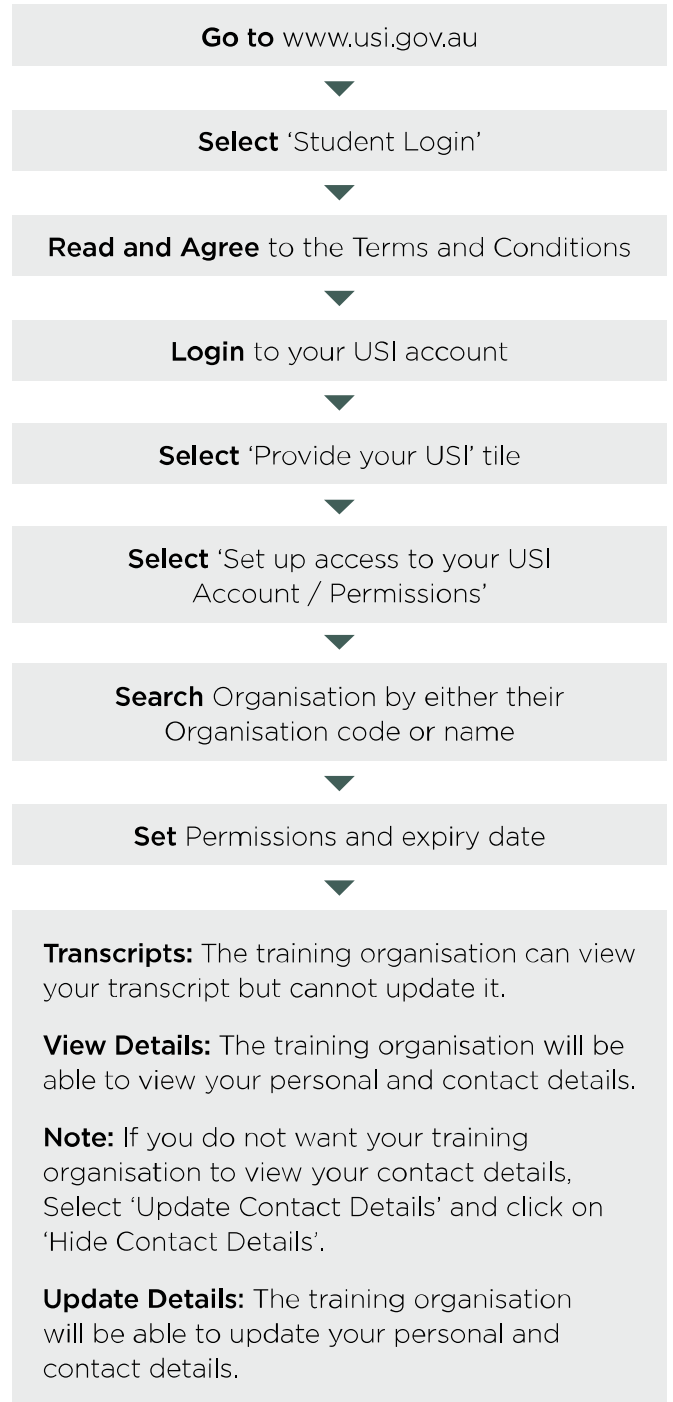 Go to www.usi.gov.au
Select ‘Student Login’
Read and Agree to the Terms and Conditions
Login to your USI account
Select ‘Provide your USI’ tile
Select ‘Set up access to your USI
Account / Permissions’
Search Organisation by either their
Organisation code or name
Set Permissions and expiry date
Transcripts: The training organisation can view
your transcript but cannot update it.
View Details: The training organisation will be
able to view your personal and contact details.
Note: If you do not want your training
organisation to view your contact details,
Select ‘Update Contact Details’ and click on
‘Hide Contact Details’.
Update Details: The training organisation
will be able to update your personal and
contact details.